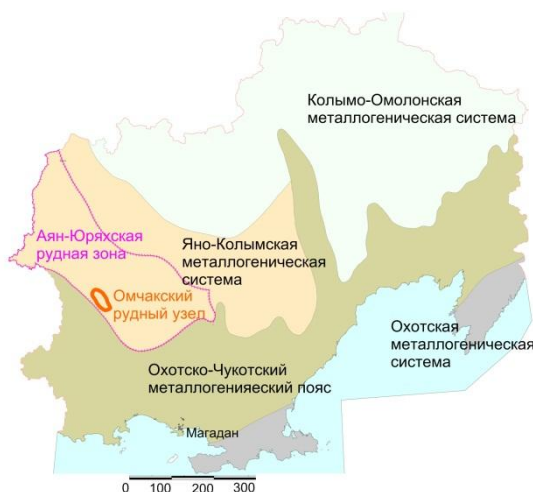 Колымо-Омолонская
металлогеническая система
Аян-Юряхская
рудная зона
Яно-Колымская
металлогеническая
система
Омчакский
рудный узел
Охотская
металлогеническая
система
Охотско-Чукотский
металлогенияеский пояс
Магадан
0 100 200 300